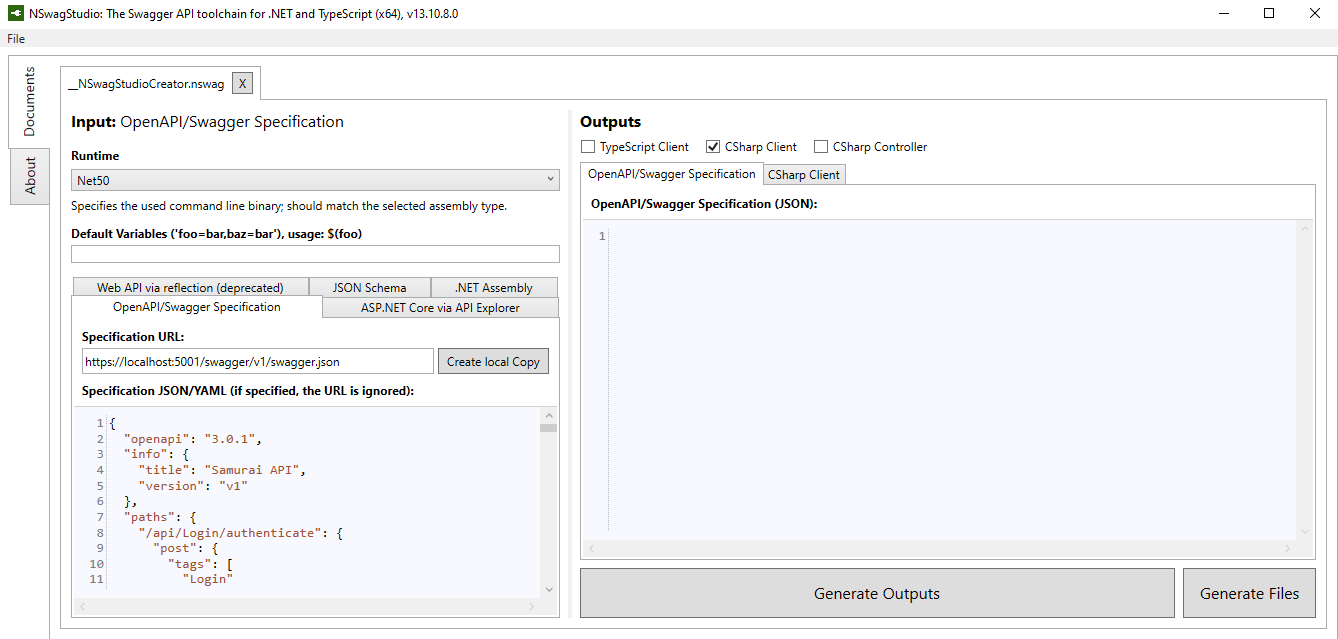 NSwagStudio: The Swagger API toolchain for .NET and TypeScript (x64), v13.10.8.0
File
Documents
About
__NSwagStudioCreator.nswag X
Input: OpenAPI/Swagger Specification
Runtime
Net50
Specifies the used command line binary; should match the selected assembly type.
Default Variables ('foo=bar,baz=bar'), usage: $(foo)
Web API via reflection (deprecated) JSON Schema .NET Assembly
OpenAPI/Swagger Specification ASP.NET Core via API Explorer
Specification URL:
https://localhost:5001/swagger/v1/swagger.json Create local Copy
Specification JSON/YAML (if specified, the URL is ignored):
1 {
2 "openapi": "3.0.1",
3 "info": {
4 "title": "Samurai API",
5 "version": "v1"
6 },
7 "paths": {
8 "/api/Login/authenticate": {
9 "post": {
10 "tags": [
11 "Login"
Outputs
TypeScript Client CSharp Client CSharp Controller
OpenAPI/Swagger Specification CSharp Client
OpenAPI/Swagger Specification (JSON):
1
Generate Outputs Generate Files